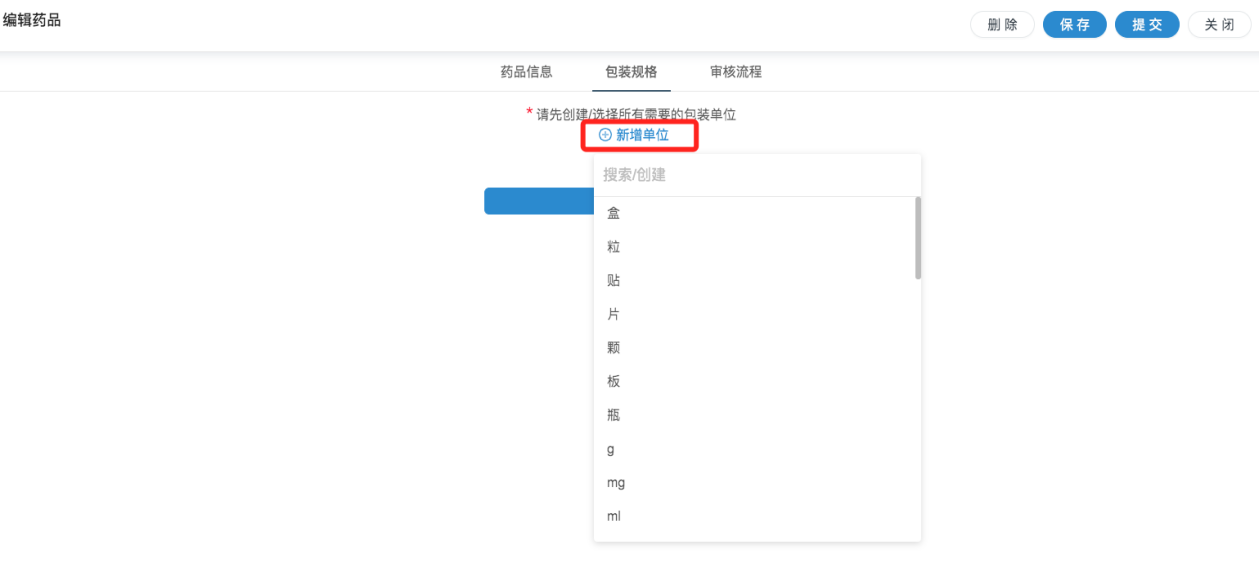 编辑药品
删 除
保 存
提 交
关 闭
药品信息
包装规格
审核流程
* 请先创建/选择所有需要的包装单位
新增单位
搜索/创建
盒
粒
贴
片
颗
板
瓶
g
mg
ml